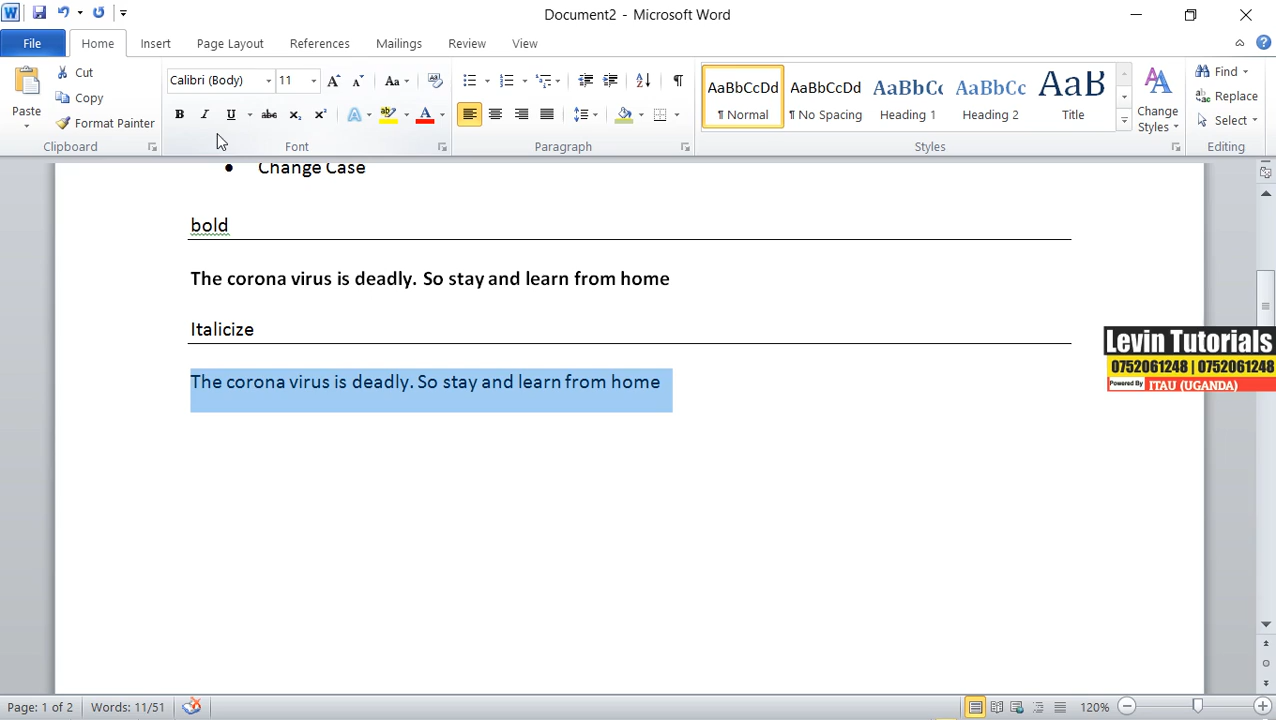 Document2 - Microsoft Word
File Home Insert Page Layout References Mailings Review View
Paste
Cut
Copy
Format Painter
Clipboard
Calibri (Body) 11
Font
Paragraph
AaBbCcDd AaBbCcDd AaBbCc AaBbCc AaB
¶ Normal ¶ No Spacing Heading 1 Heading 2 Title
Change
Styles
Styles
Find
Replace
Select
Editing
• Change Case
bold
The corona virus is deadly. So stay and learn from home
Italicize
The corona virus is deadly. So stay and learn from home
Levin Tutorials
0752061248 | 0752061248
Powered By ITAU (UGANDA)
Page: 1 of 2 Words: 11/51 120%